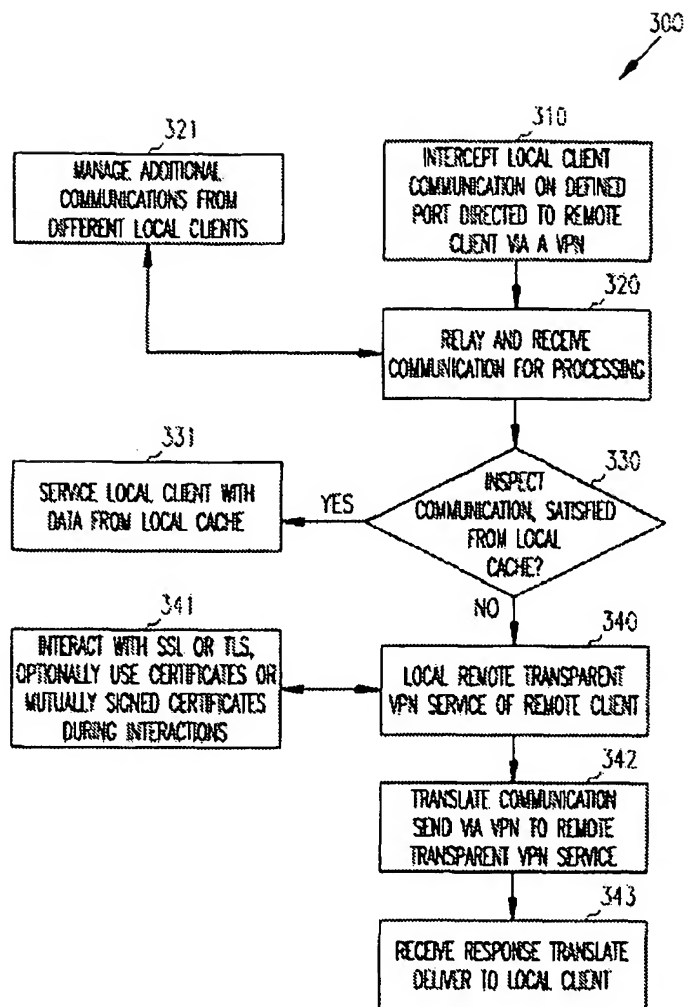 300
310
INTERCEPT LOCAL CLIENT
COMMUNICATION ON DEFINED
PORT DIRECTED TO REMOTE
CLIENT VIA A VPN
321
MANAGE ADDITIONAL
COMMUNICATIONS FROM
DIFFERENT LOCAL CLIENTS
320
RELAY AND RECEIVE
COMMUNICATION FOR PROCESSING
330
INSPECT
COMMUNICATION, SATISFIED
FROM LOCAL
CACHE?
YES
331
SERVICE LOCAL CLIENT WITH
DATA FROM LOCAL CACHE
NO
340
LOCAL REMOTE TRANSPARENT
VPN SERVICE OF REMOTE CLIENT
341
INTERACT WITH SSL OR TLS,
OPTIONALLY USE CERTIFICATES OR
MUTUALLY SIGNED CERTIFICATES
DURING INTERACTIONS
342
TRANSLATE COMMUNICATION
SEND VIA VPN TO REMOTE
TRANSPARENT VPN SERVICE
343
RECEIVE RESPONSE TRANSLATE
DELIVER TO LOCAL CLIENT